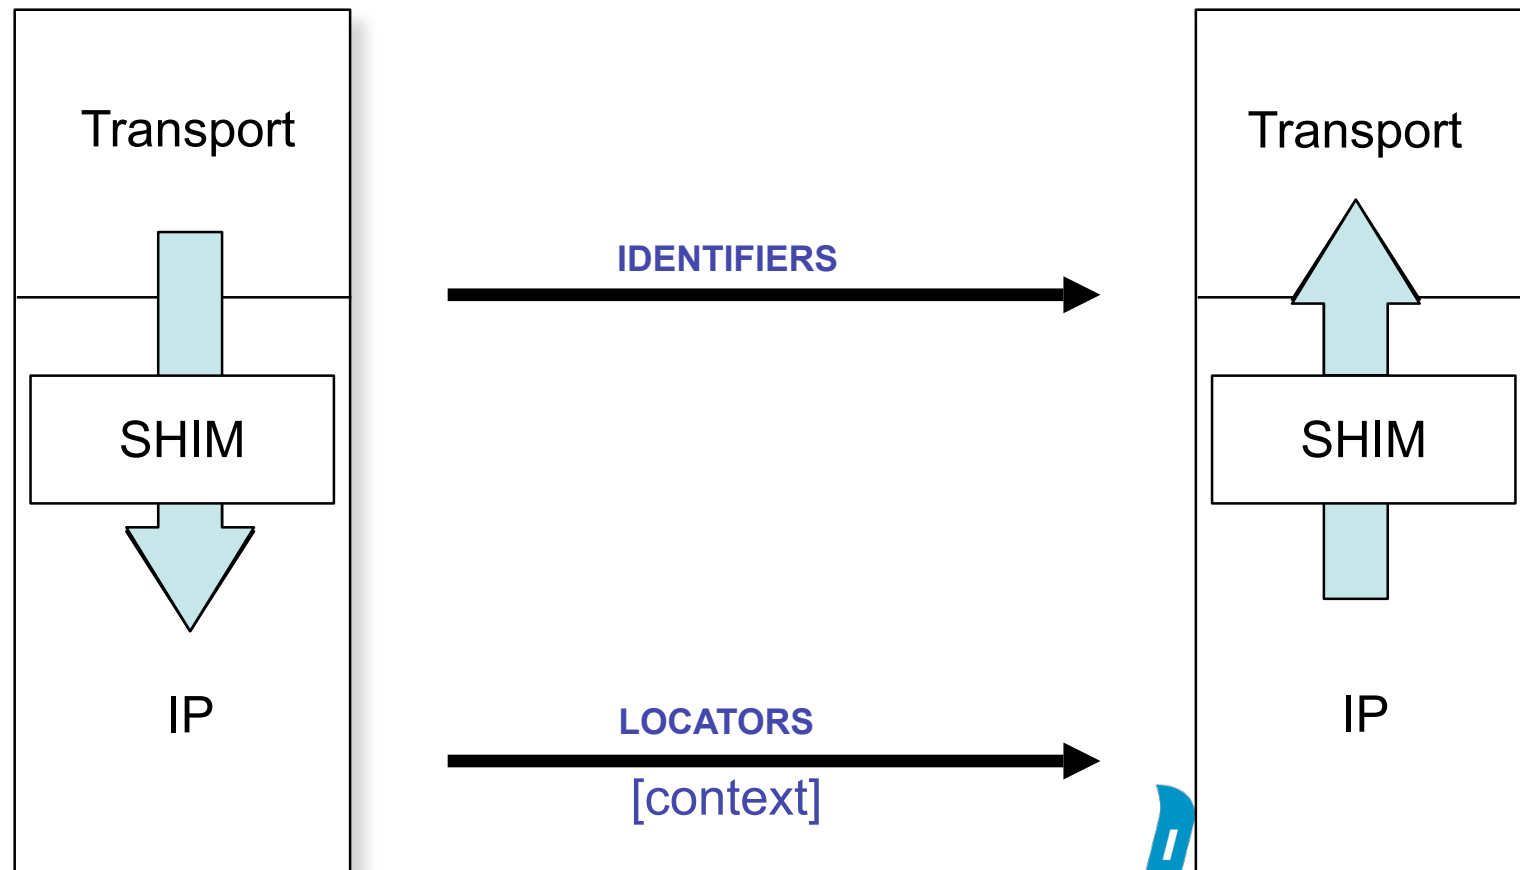 Transport
Transport
IDENTIFIERS
SHIM
SHIM
IP
IP
LOCATORS
[context]
I